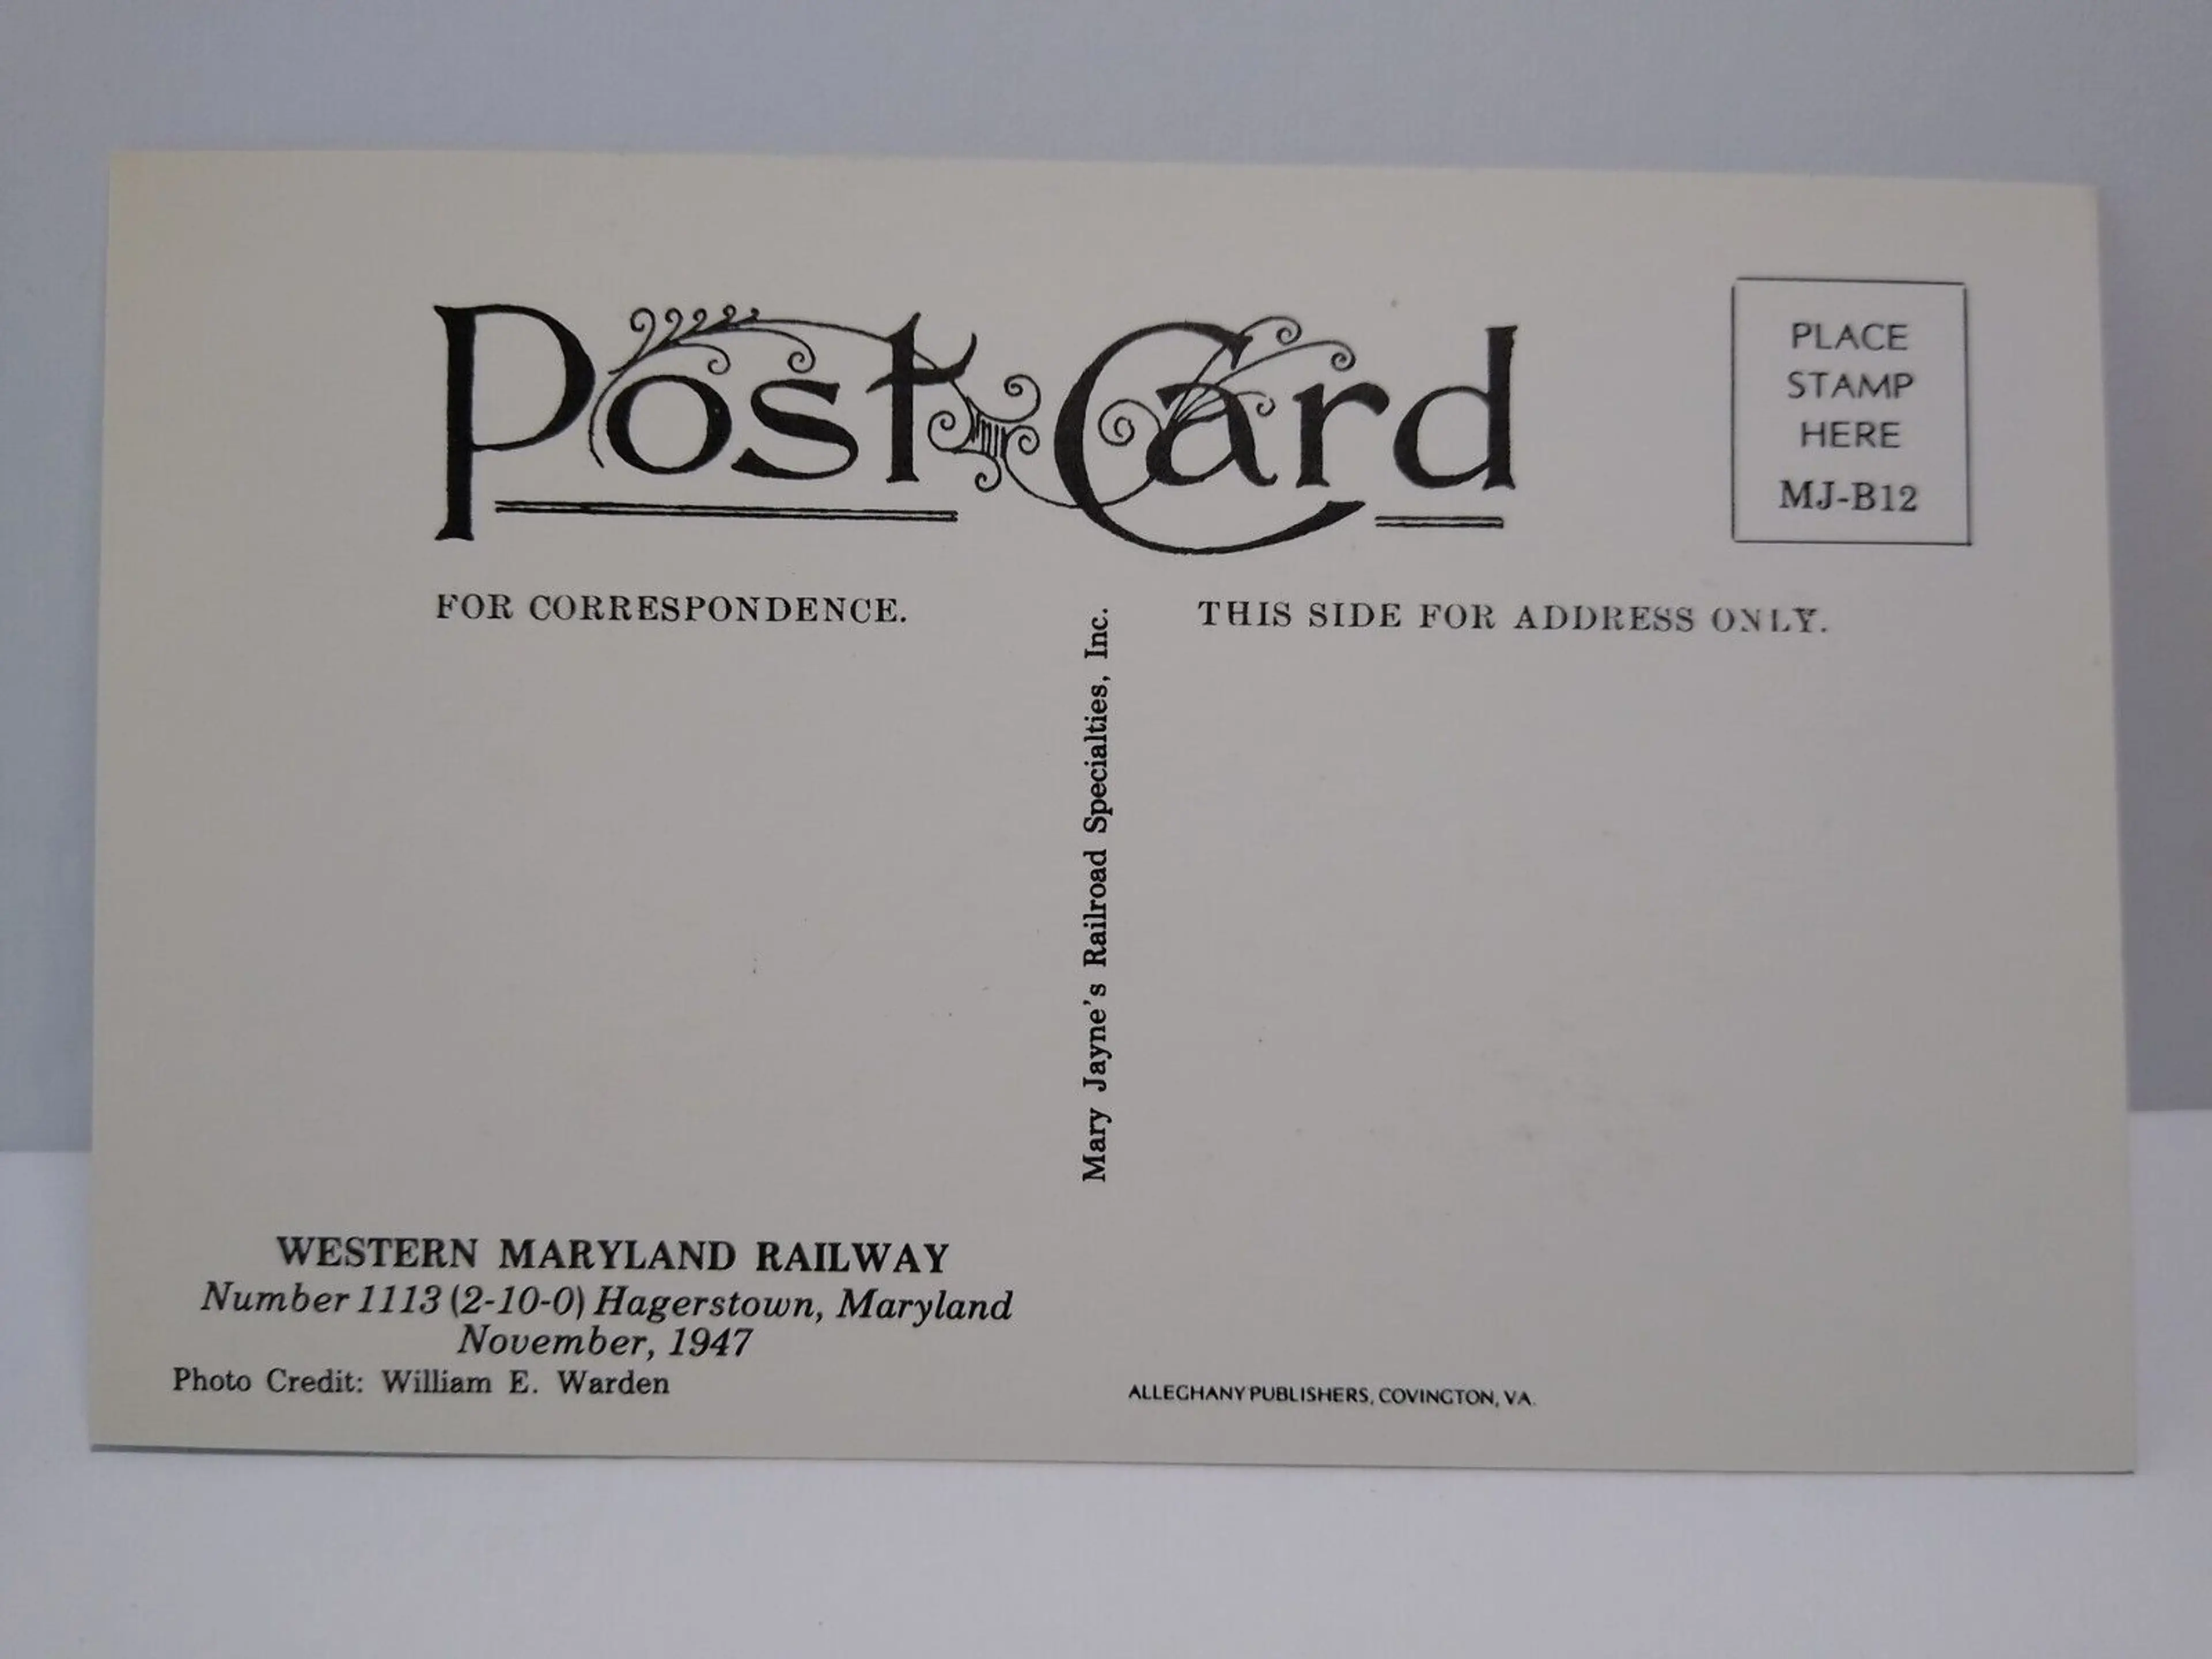 Post Card
PLACE
STAMP
HERE
MJ-B12
FOR CORRESPONDENCE.
THIS SIDE FOR ADDRESS ONLY.
Mary Jayne's Railroad Specialties, Inc.
WESTERN MARYLAND RAILWAY
Number 1113 (2-10-0) Hagerstown, Maryland
November, 1947
Photo Credit: William E. Warden
ALLEGHANY PUBLISHERS, COVINGTON, VA.